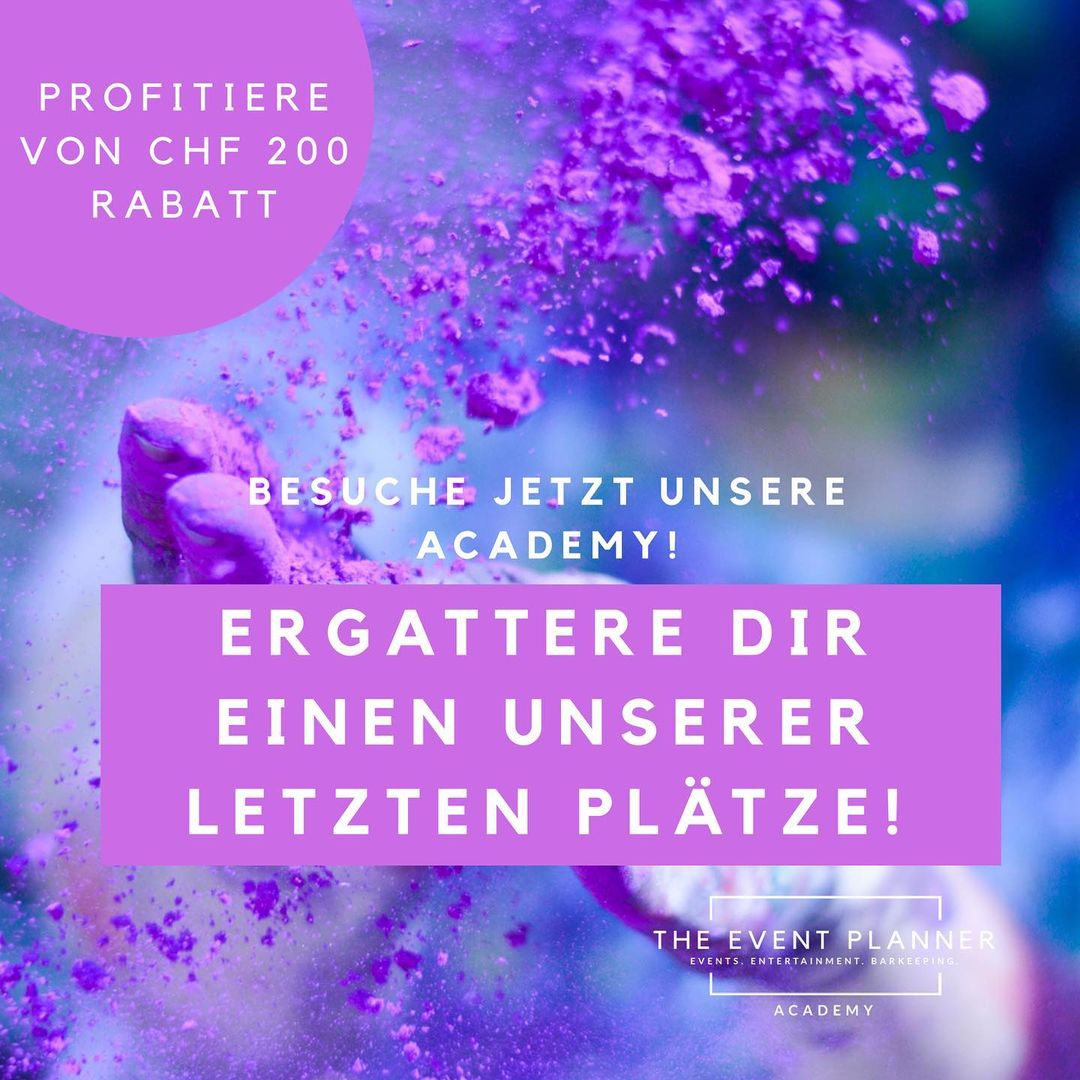 PROFITIERE
VON CHF 200
RABATT
BESUCHE JETZT UNSERE
ACADEMY!
ERGATTERE DIR
EINEN UNSERER
LETZTEN PLÄTZE!
THE EVENT PLANNER
EVENTS. ENTERTAINMENT. BARKEEPING.
ACADEMY